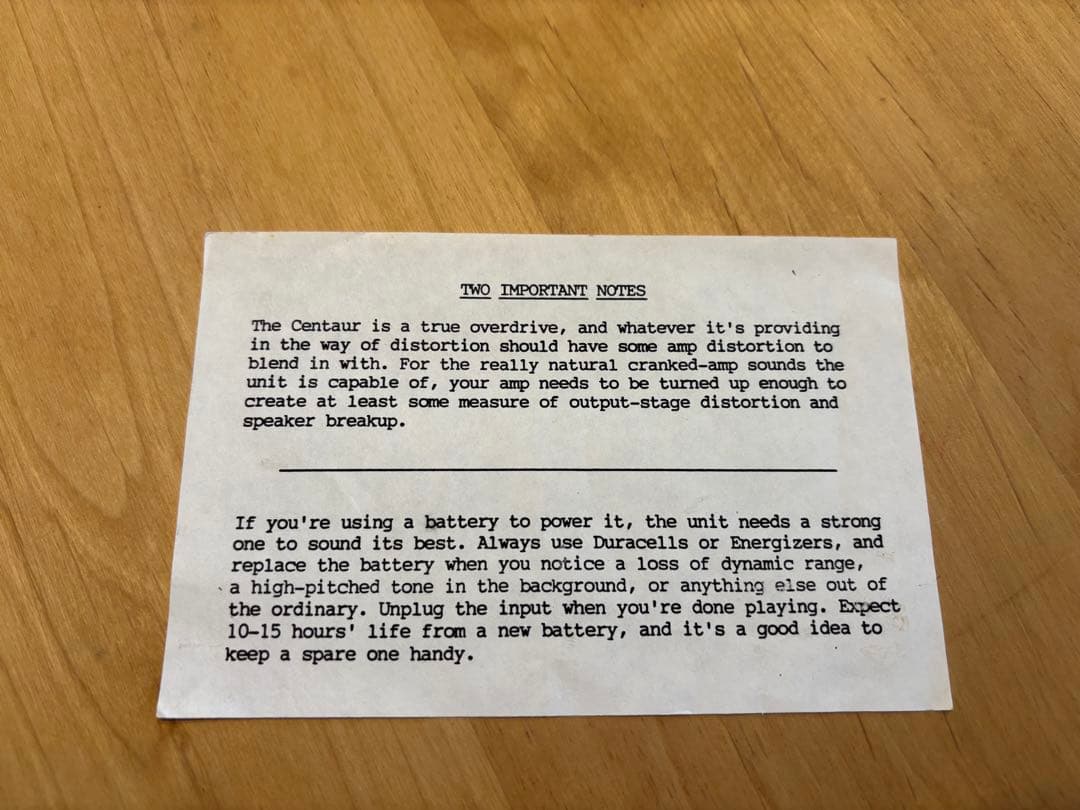 TWO IMPORTANT NOTES
The Centaur is a true overdrive, and whatever it's providing
in the way of distortion should have some amp distortion to
blend in with. For the really natural cranked-amp sounds the
unit is capable of, your amp needs to be turned up enough to
create at least some measure of output-stage distortion and
speaker breakup.
If you're using a battery to power it, the unit needs a strong
one to sound its best. Always use Duracells or Energizers, and
replace the battery when you notice a loss of dynamic range,
a high-pitched tone in the background, or anything else out of
the ordinary. Unplug the input when you're done playing. Expect
10-15 hours' life from a new battery, and it's a good idea to
keep a spare one handy.